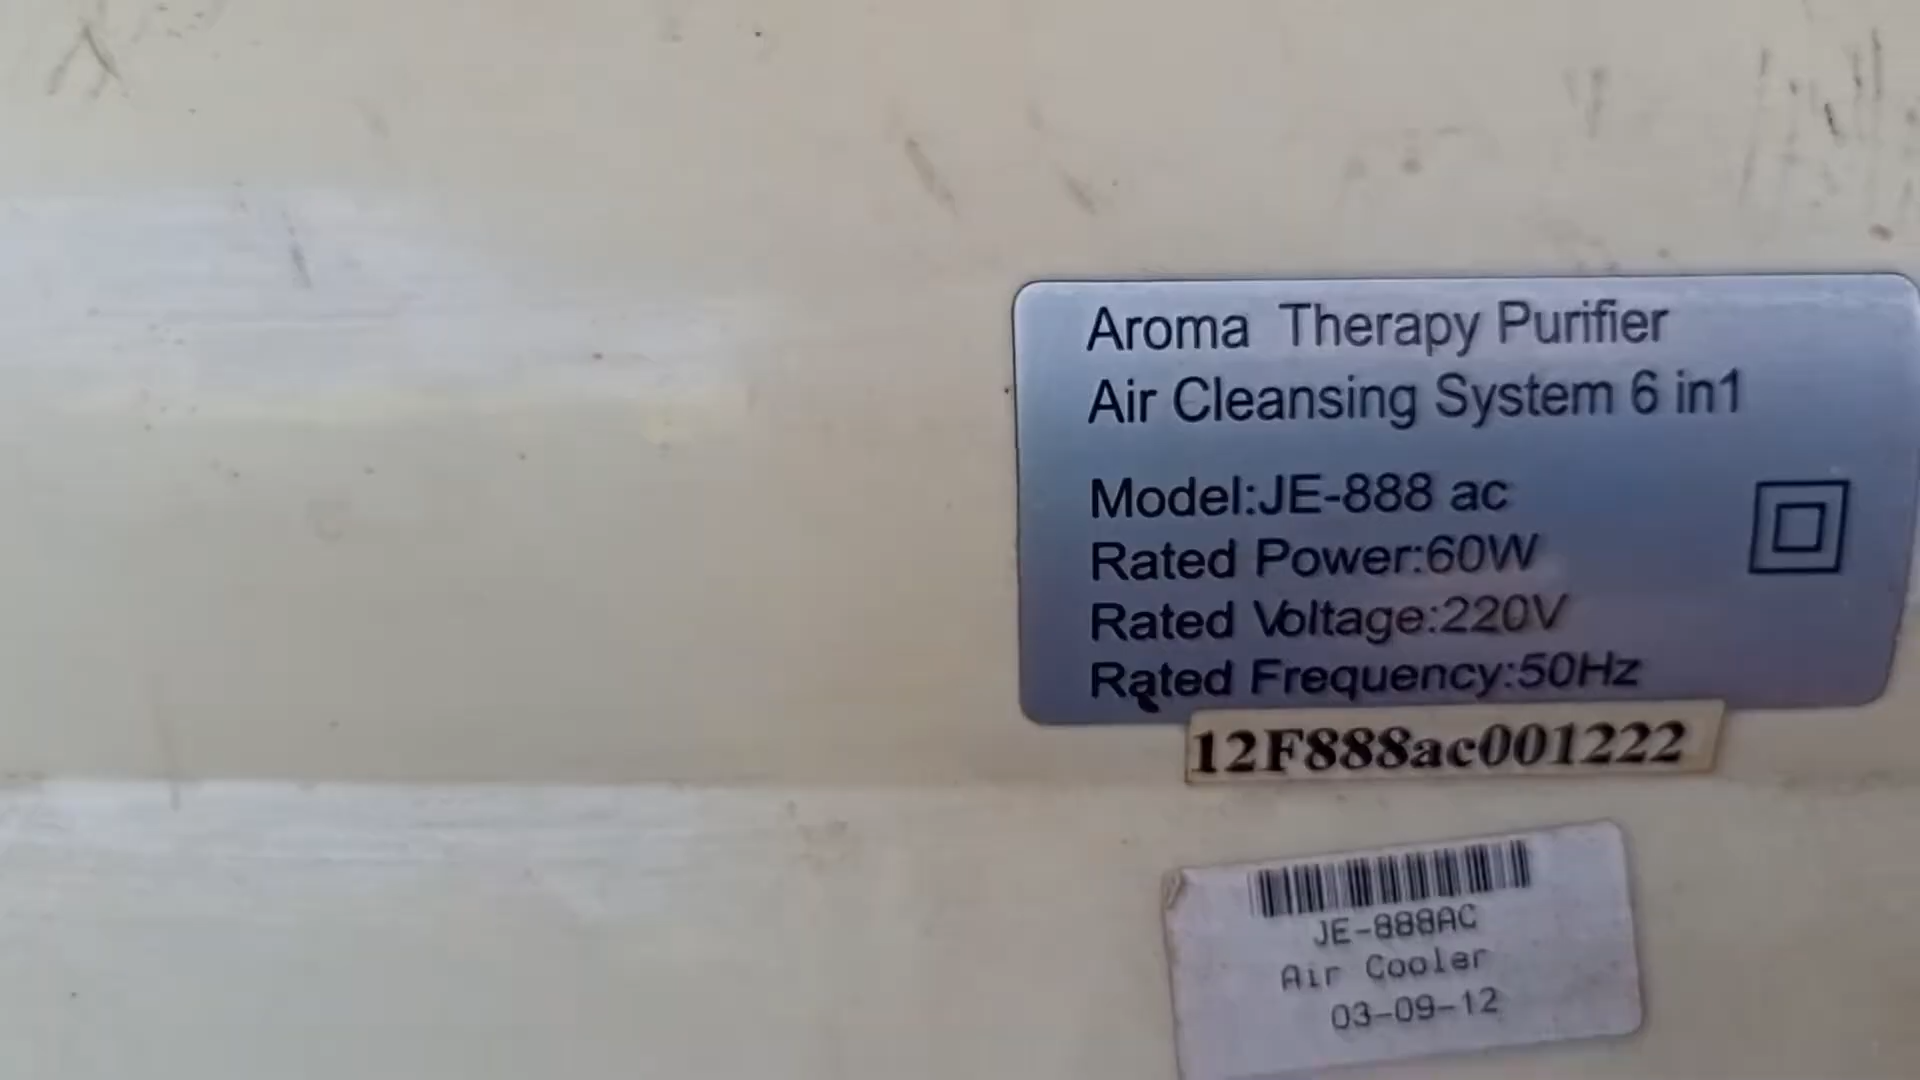 Aroma Therapy Purifier
Air Cleansing System 6 in1
Model:JE-888 ac
Rated Power:60W
Rated Voltage:220V
Rated Frequency:50Hz
12F888ac001222
JE-888AC
Air Cooler
03-09-12